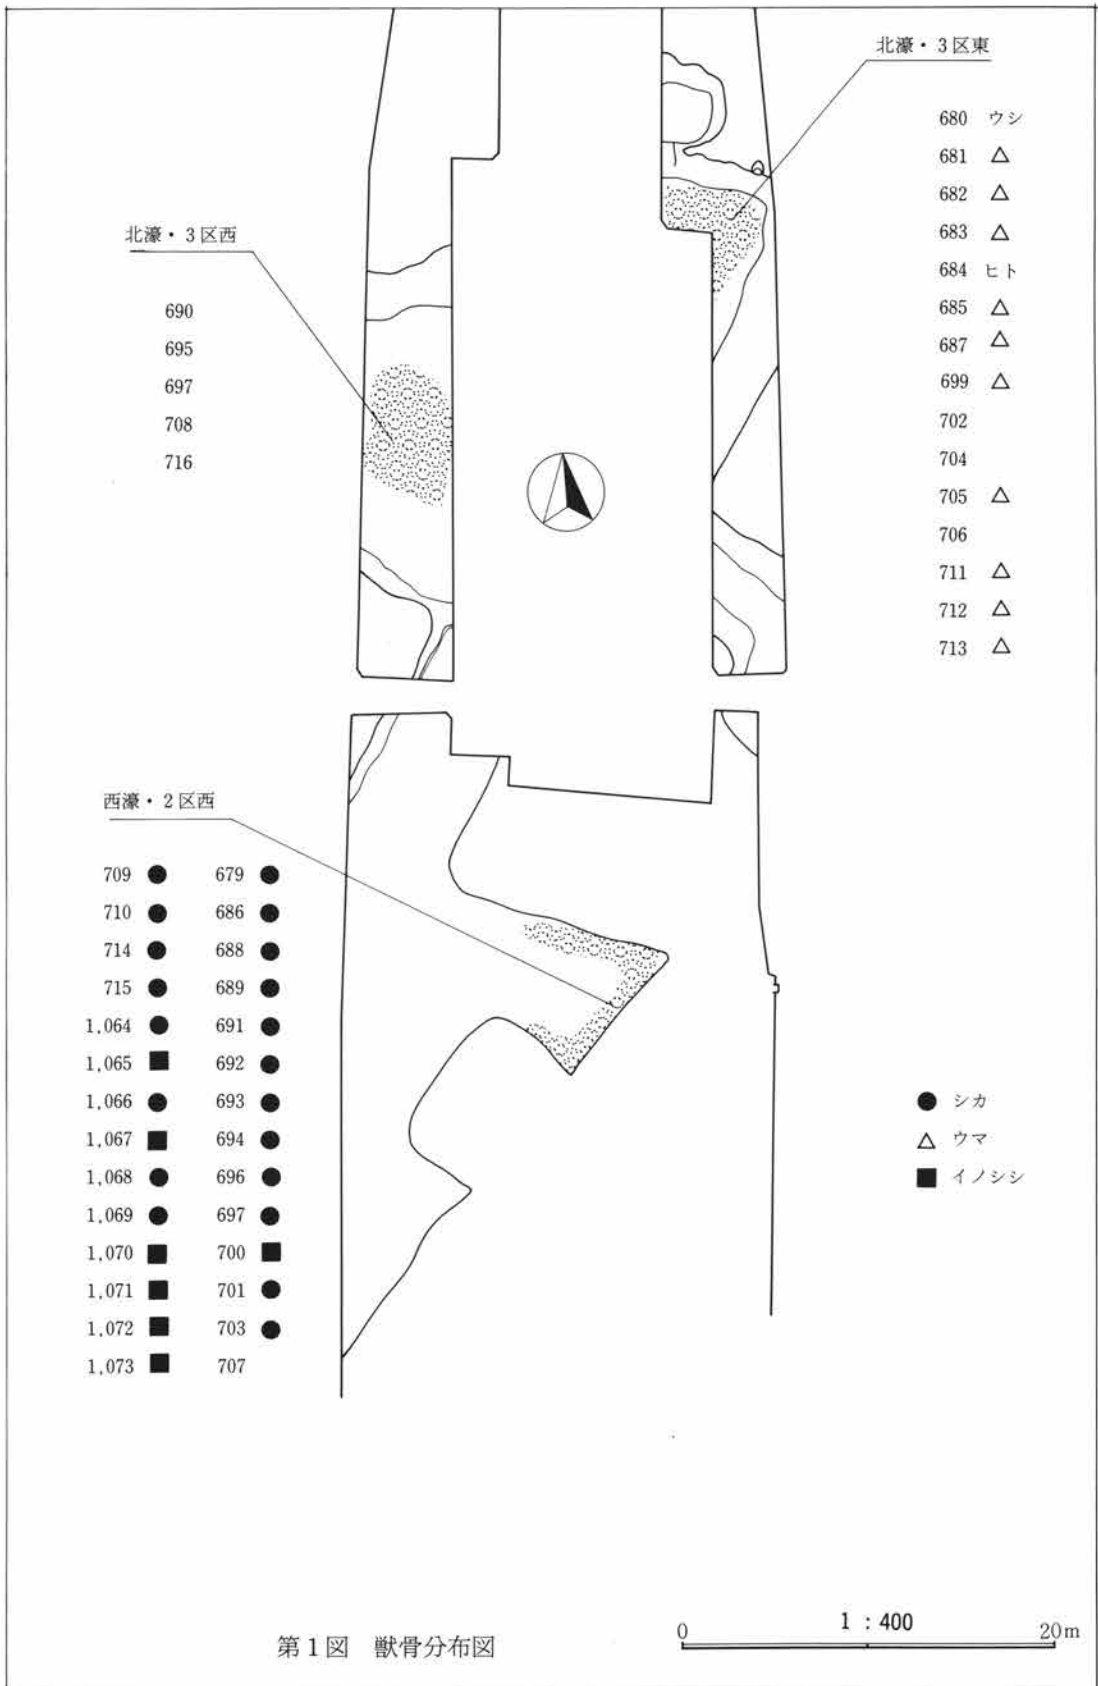 北濠・3区東
680 ウシ
681 △
682 △
683 △
684 ヒト
685 △
687 △
699 △
702
704
705 △
706
711 △
712 △
713 △
北濠・3区西
690
695
697
708
716
西濠・2区西
709 ● 679 ●
710 ● 686 ●
714 ● 688 ●
715 ● 689 ●
1,064 ● 691 ●
1,065 ■ 692 ●
1,066 ● 693 ●
1,067 ■ 694 ●
1,068 ● 696 ●
1,069 ● 697 ●
1,070 ■ 700 ■
1,071 ■ 701 ●
1,072 ■ 703 ●
1,073 ■ 707
● シカ
△ ウマ
■ イノシシ
第1図 獣骨分布図
1:400
0 20m